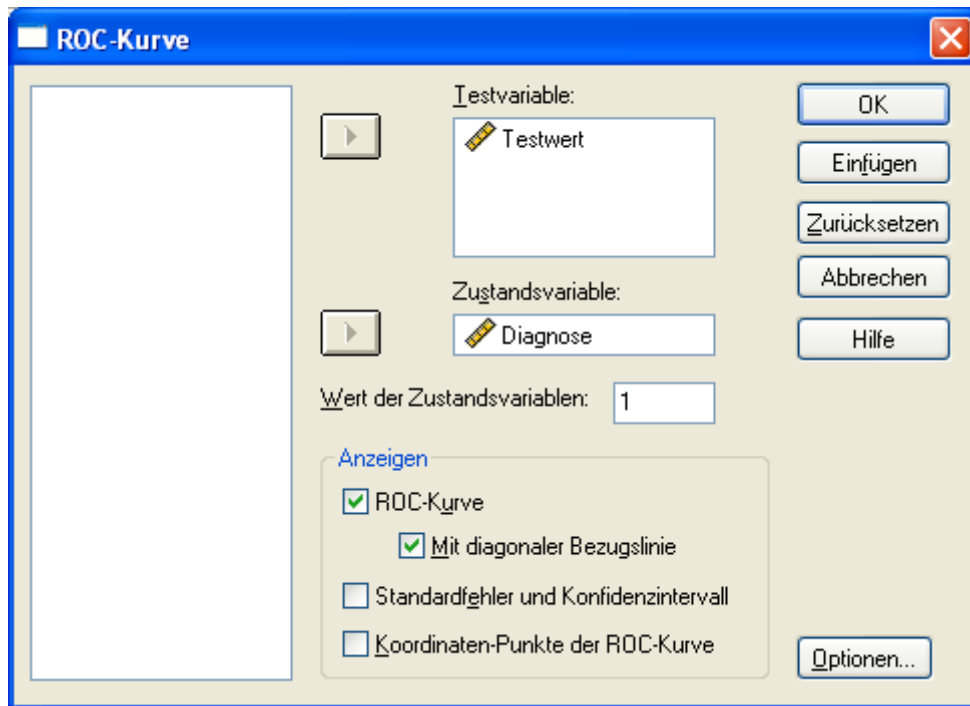 ROC-Kurve
Testvariable:
Testwert
Zustandsvariable:
Diagnose
Wert der Zustandsvariablen: 1
Anzeigen
ROC-Kurve
Mit diagonaler Bezugslinie
Standardfehler und Konfidenzintervall
Koordinaten-Punkte der ROC-Kurve
OK
Einfügen
Zurücksetzen
Abbrechen
Hilfe
Optionen...